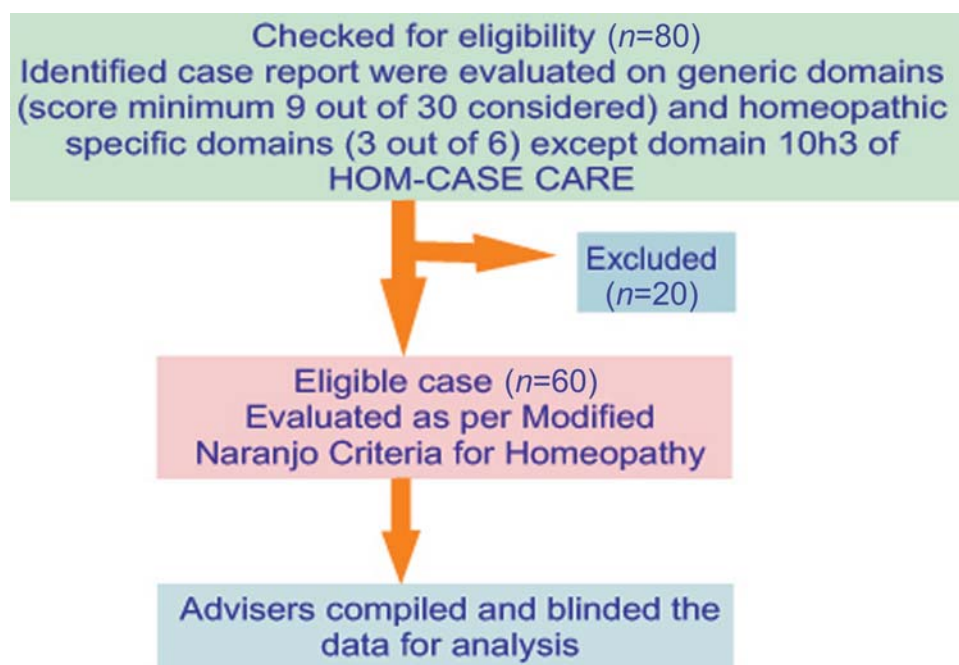 Checked for eligibility (n=80)
Identified case report were evaluated on generic domains
(score minimum 9 out of 30 considered) and homeopathic
specific domains (3 out of 6) except domain 10h3 of
HOM-CASE CARE
Excluded
(n=20)
Eligible case (n=60)
Evaluated as per Modified
Naranjo Criteria for Homeopathy
Advisers compiled and blinded the
data for analysis